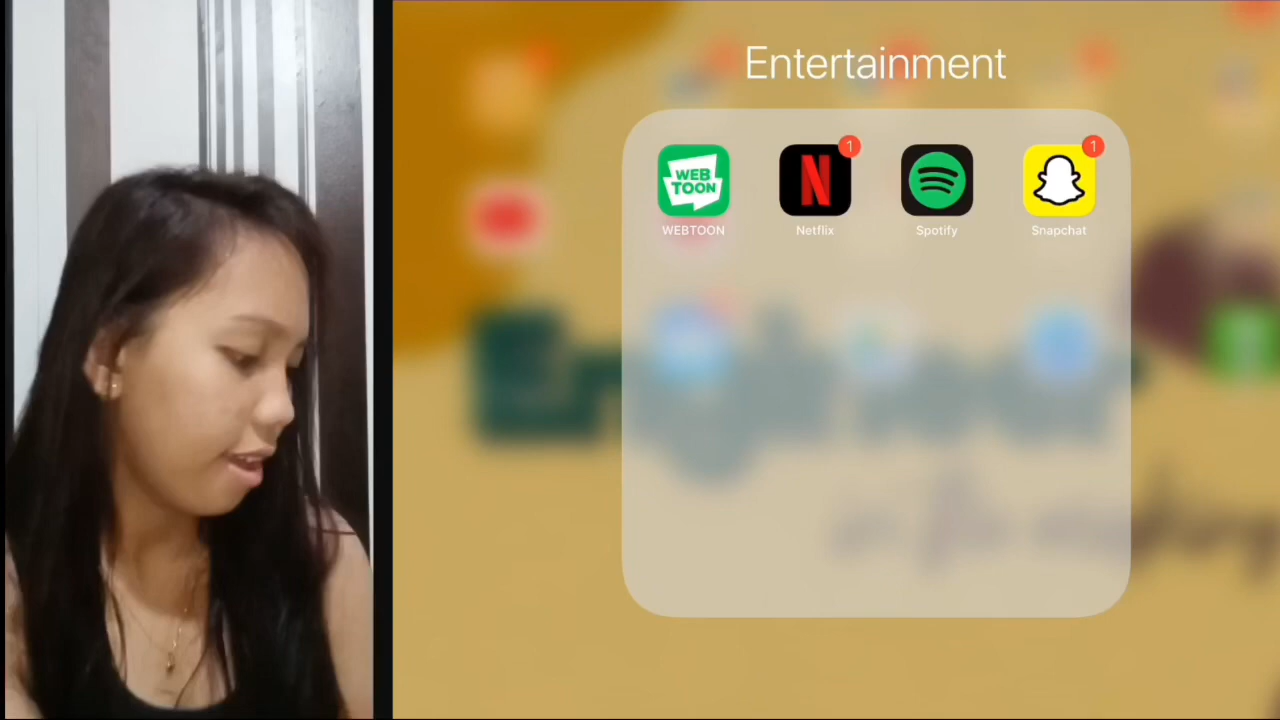 Entertainment
WEB
TOON
N
1
1
WEBTOON
Netflix
Spotify
Snapchat